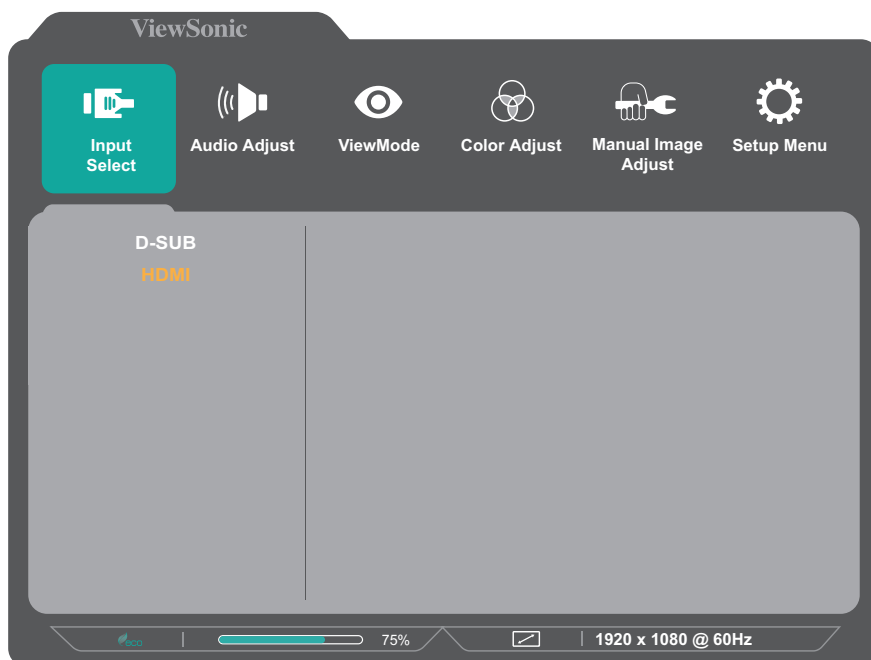 ViewSonic
Input
Select
Audio Adjust
ViewMode
Color Adjust
Manual Image
Adjust
Setup Menu
D-SUB
HDMI
eco
75%
1920 x 1080 @ 60Hz